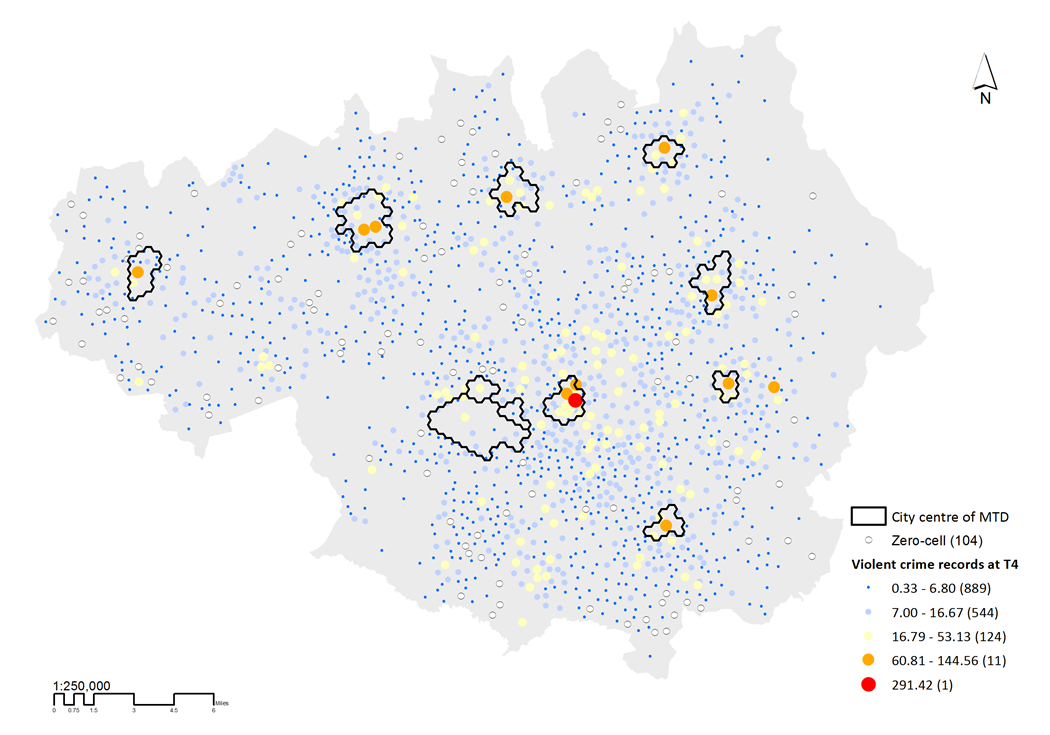 N
City centre of MTD
Zero-cell (104)
Violent crime records at T4
0.33 - 6.80 (889)
7.00 - 16.67 (544)
16.79 - 53.13 (124)
60.81 - 144.56 (11)
291.42 (1)
1:250,000
0 0.75 1.5 3 4.5 6 Miles